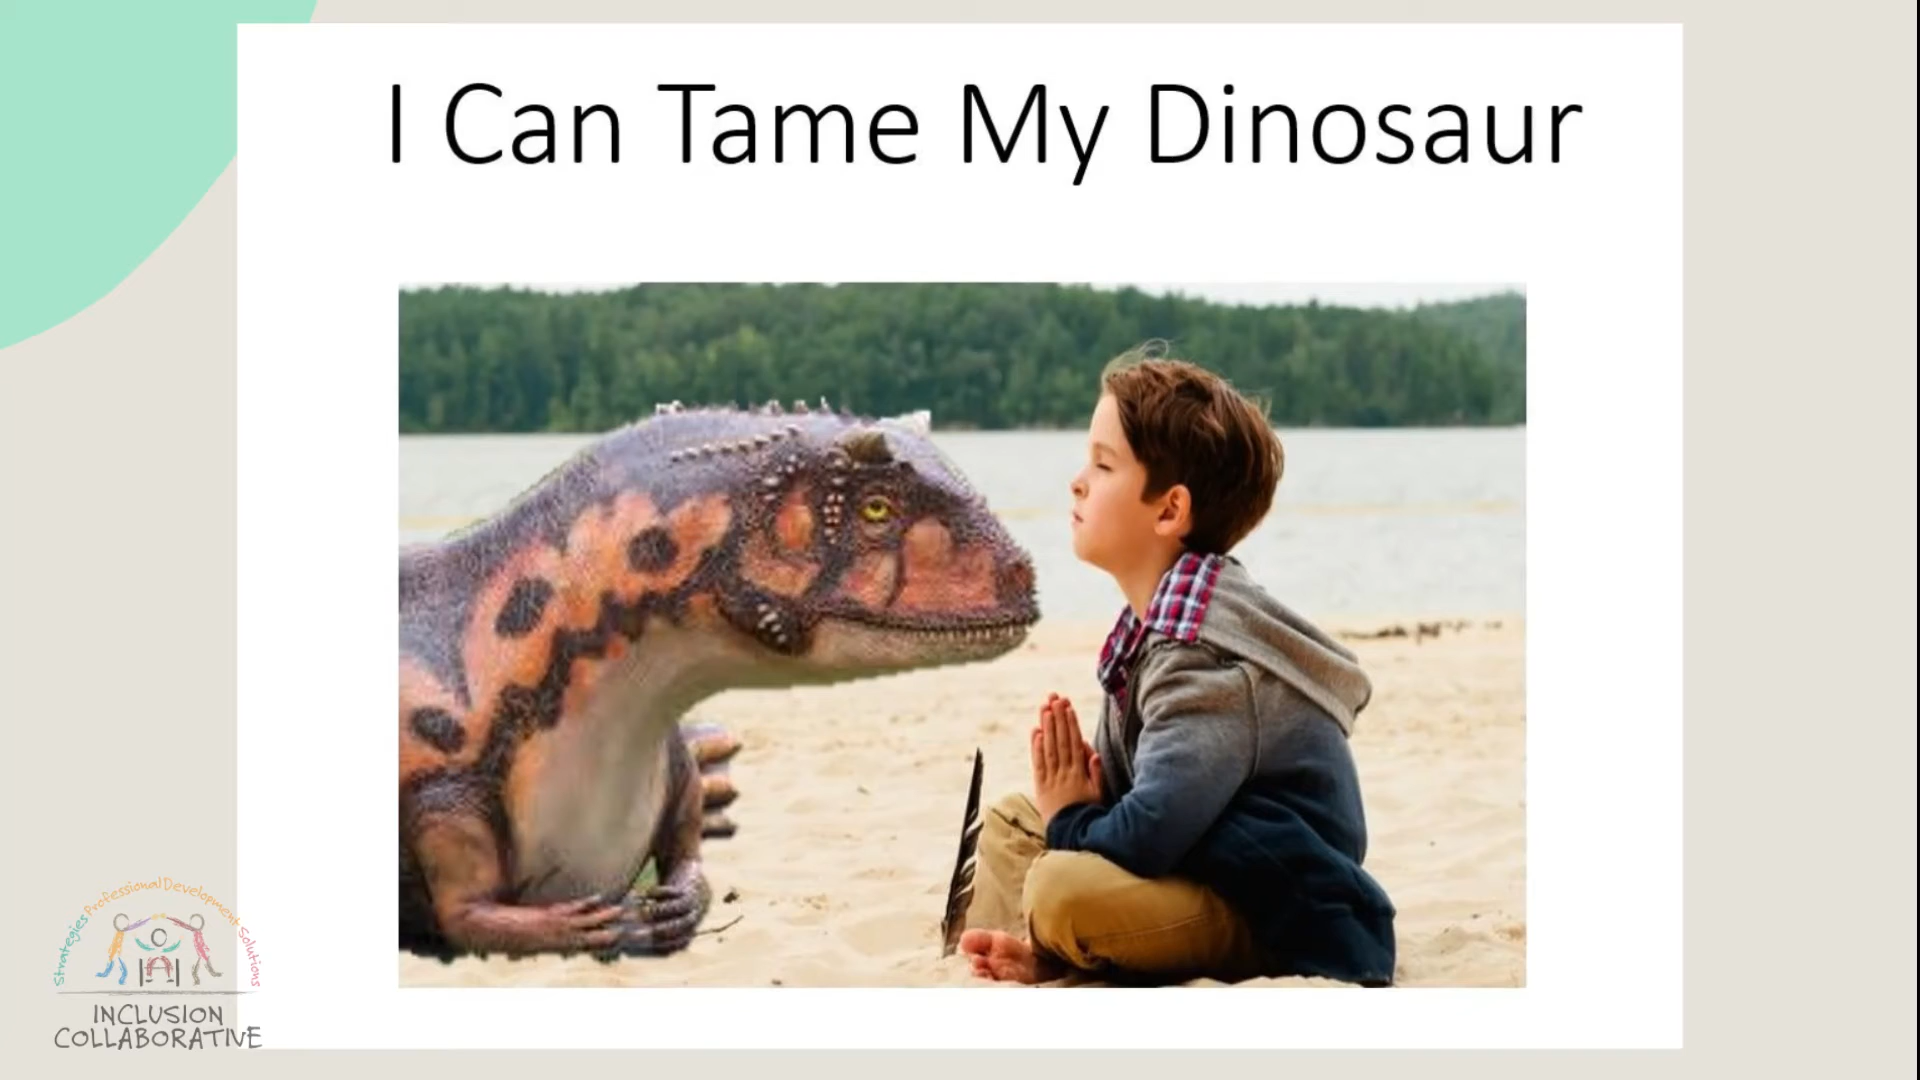 I Can Tame My Dinosaur
Strategies Professional Development Solutions
INCLUSION
COLLABORATIVE